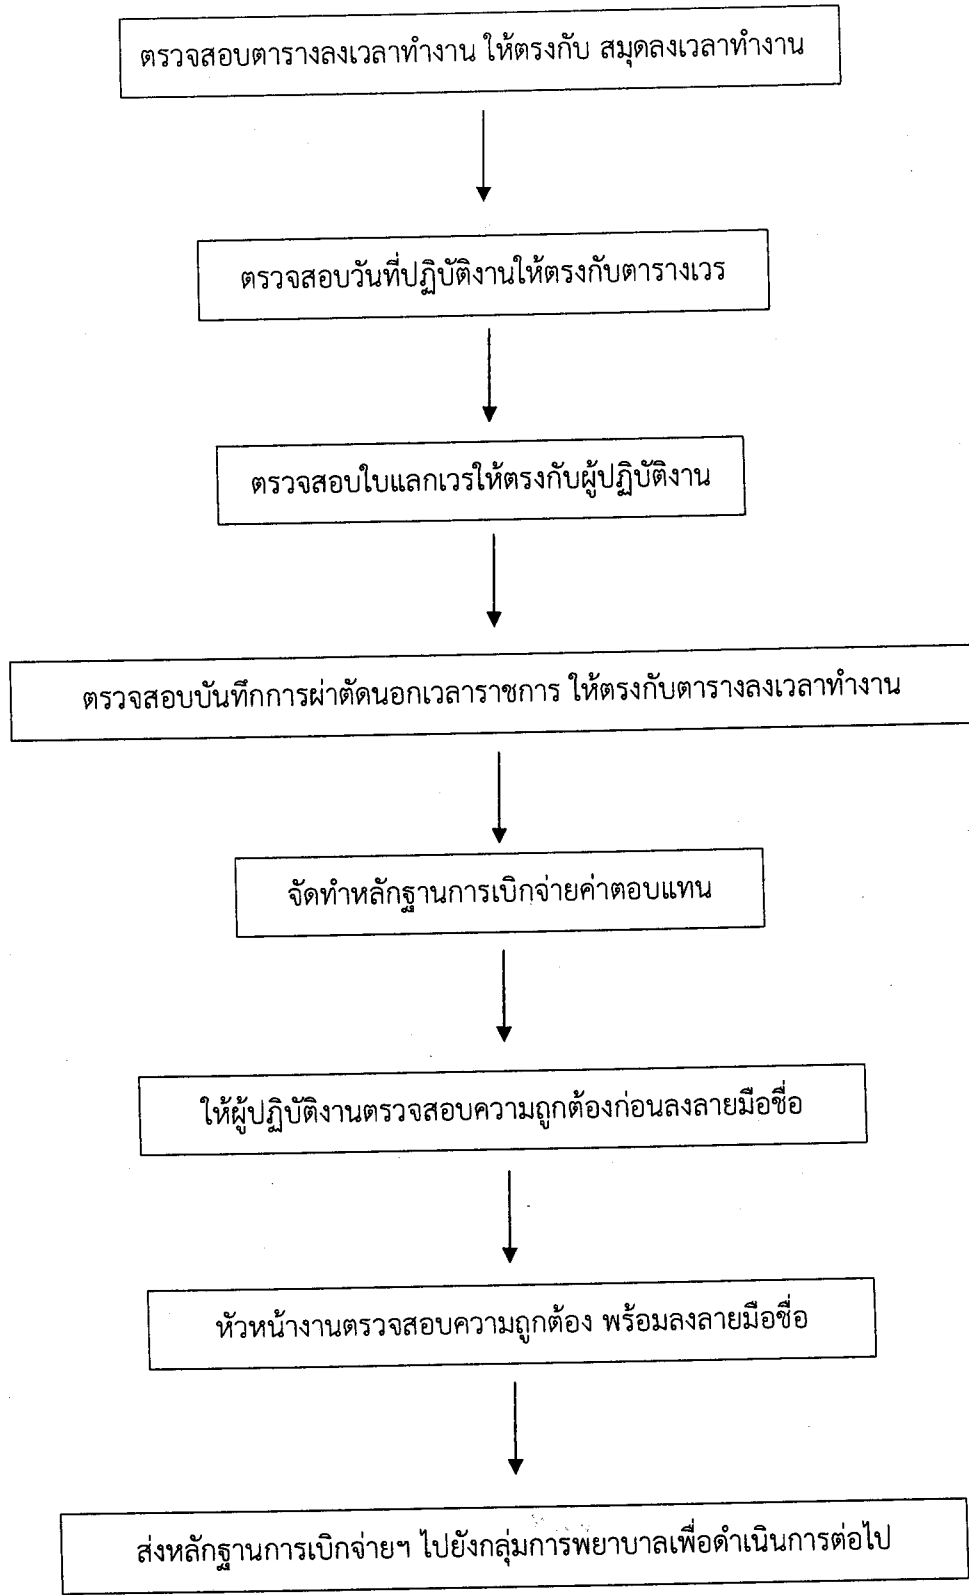 ตรวจสอบตารางลงเวลาทำงาน ให้ตรงกับ สมุดลงเวลาทำงาน
ตรวจสอบวันที่ปฏิบัติงานให้ตรงกับตารางเวร
ตรวจสอบใบแลกเวรให้ตรงกับผู้ปฏิบัติงาน
ตรวจสอบบันทึกการผ่าตัดนอกเวลาราชการ ให้ตรงกับตารางลงเวลาทำงาน
จัดทำหลักฐานการเบิกจ่ายค่าตอบแทน
ให้ผู้ปฏิบัติงานตรวจสอบความถูกต้องก่อนลงลายมือชื่อ
หัวหน้างานตรวจสอบความถูกต้อง พร้อมลงลายมือชื่อ
ส่งหลักฐานการเบิกจ่ายฯ ไปยังกลุ่มการพยาบาลเพื่อดำเนินการต่อไป